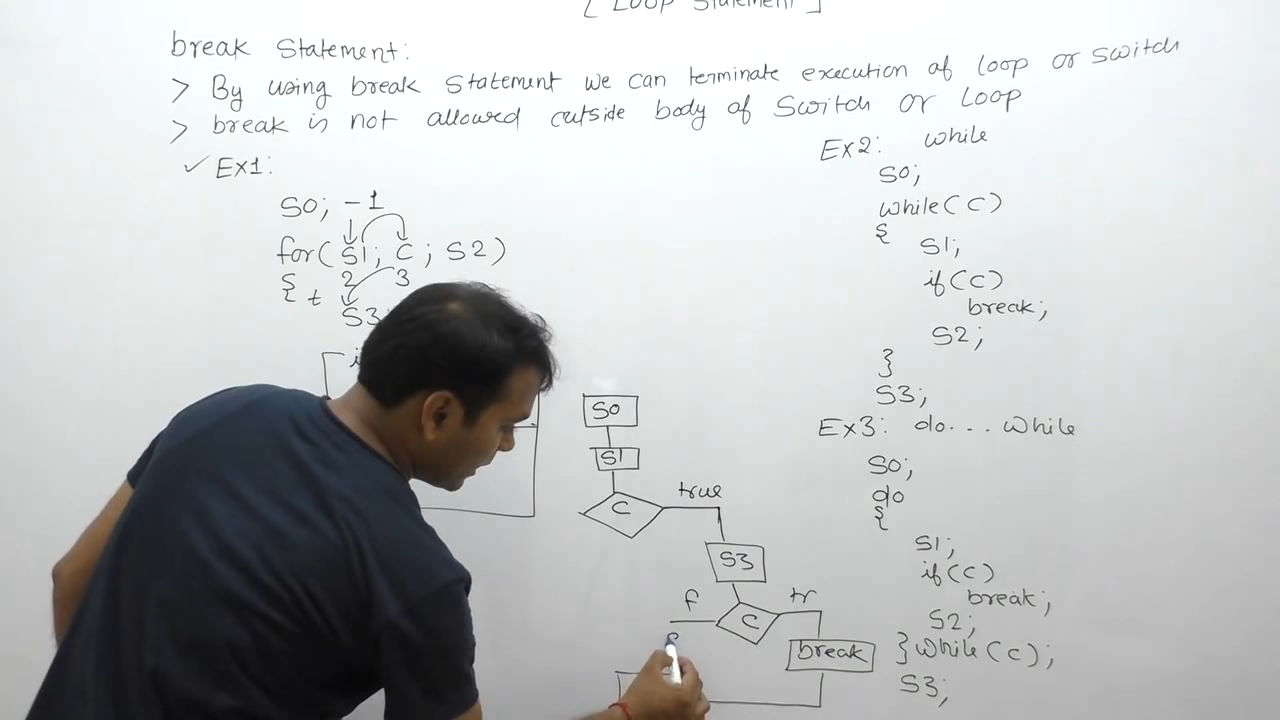 [ Loop Statement ]
break Statement:
> By using break Statement we can terminate execution of loop or switch
> break is not allowed outside body of Switch or Loop
✓ Ex1:
S0; - 1
for( S1; C ; S2 )
{ t 2 3
S3;
S0
S1
C
true
S3
f
C
tr
break
Ex2: while
S0;
while( C )
{
S1;
if(C)
break;
S2;
}
S3;
Ex3: do... while
S0;
do
{
S1;
if(C)
break;
S2;
}while(C);
S3;